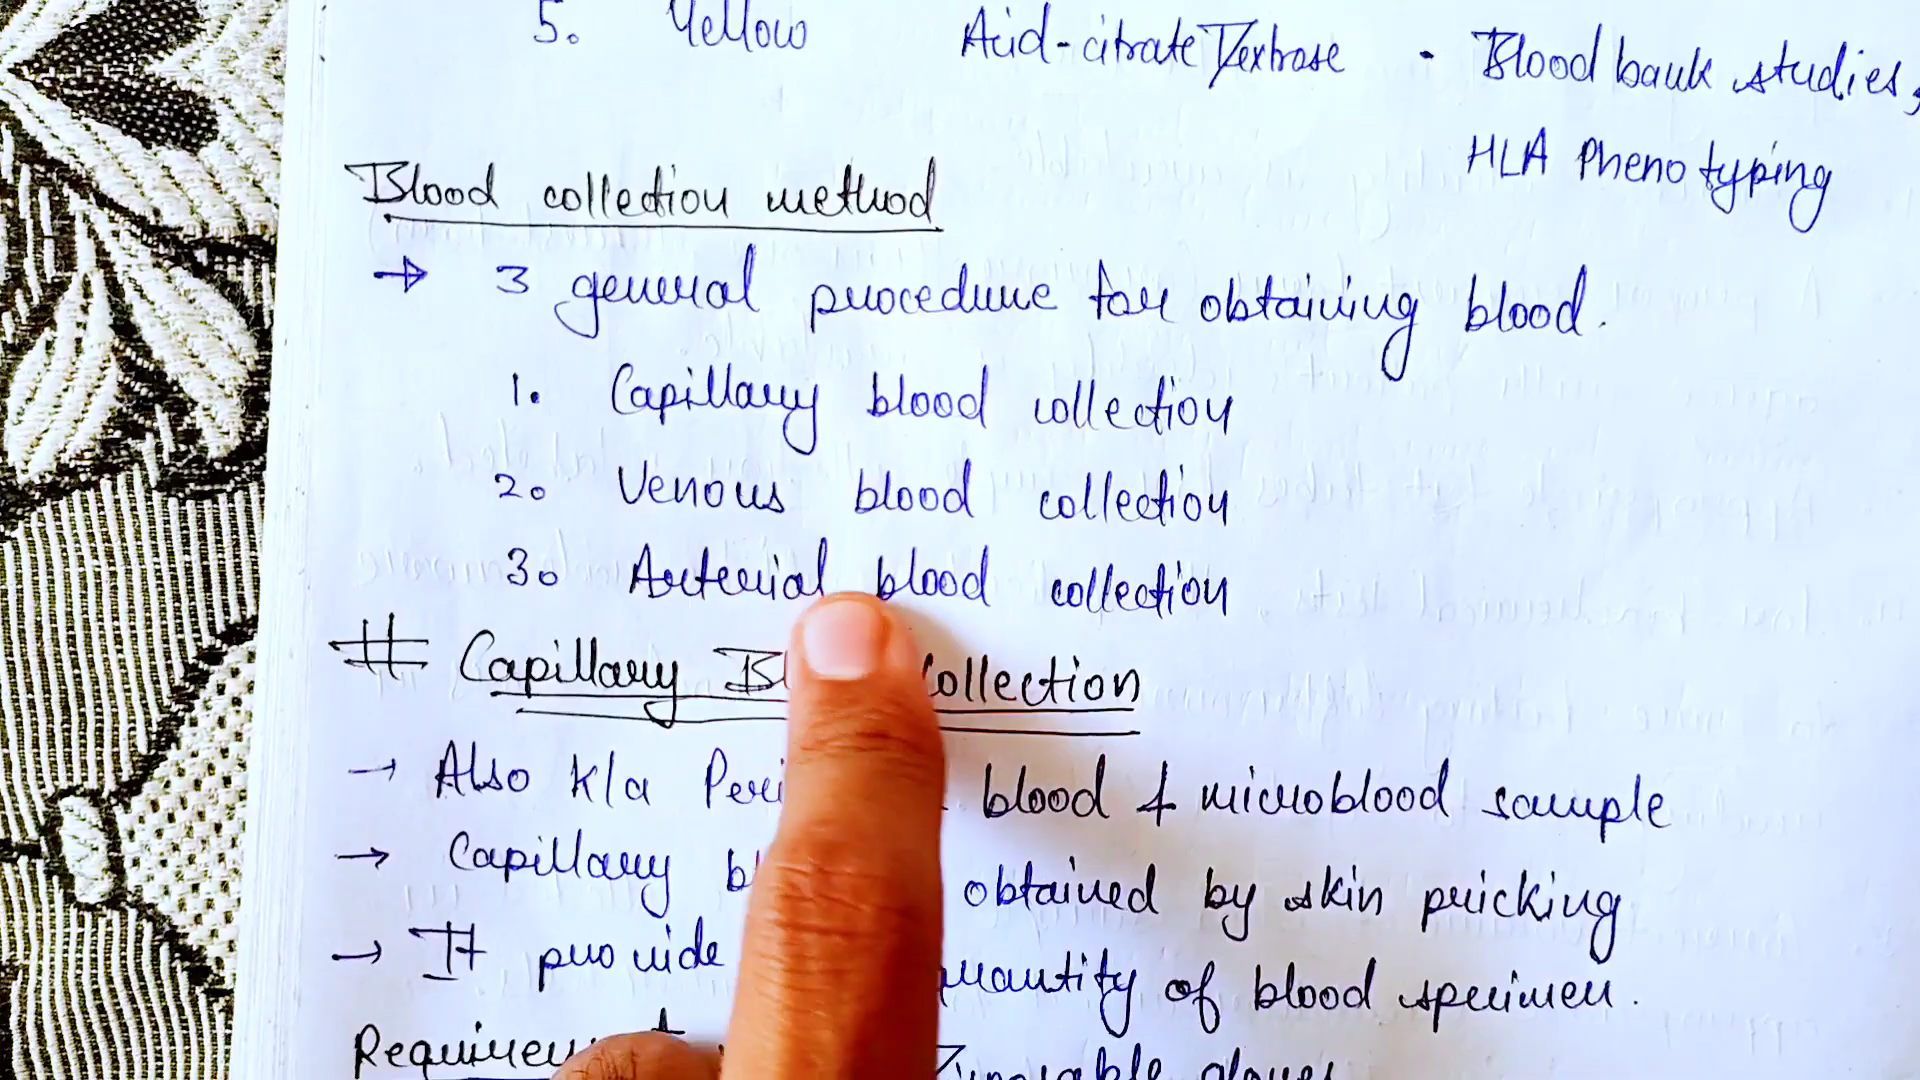 5. Yellow Acid-citrate Dextrose • Blood bank studies,
HLA Pheno typing
Blood collection method
→ 3 general procedure for obtaining blood.
1. Capillary blood collection
2. Venous blood collection
3. Arterial blood collection
# Capillary collection
→ Also K/a blood & microblood sample
→ Capillary obtained by skin pricking
→ It provide quantity of blood specimen.